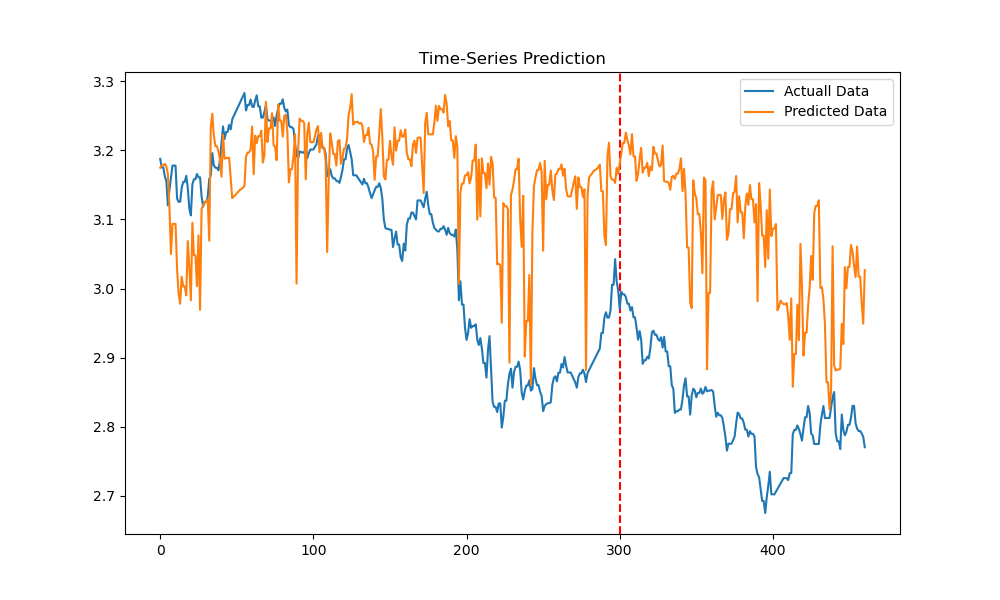 Time-Series Prediction
Actuall Data
Predicted Data
3.3
3.2
3.1
3.0
2.9
2.8
2.7
0 100 200 300 400